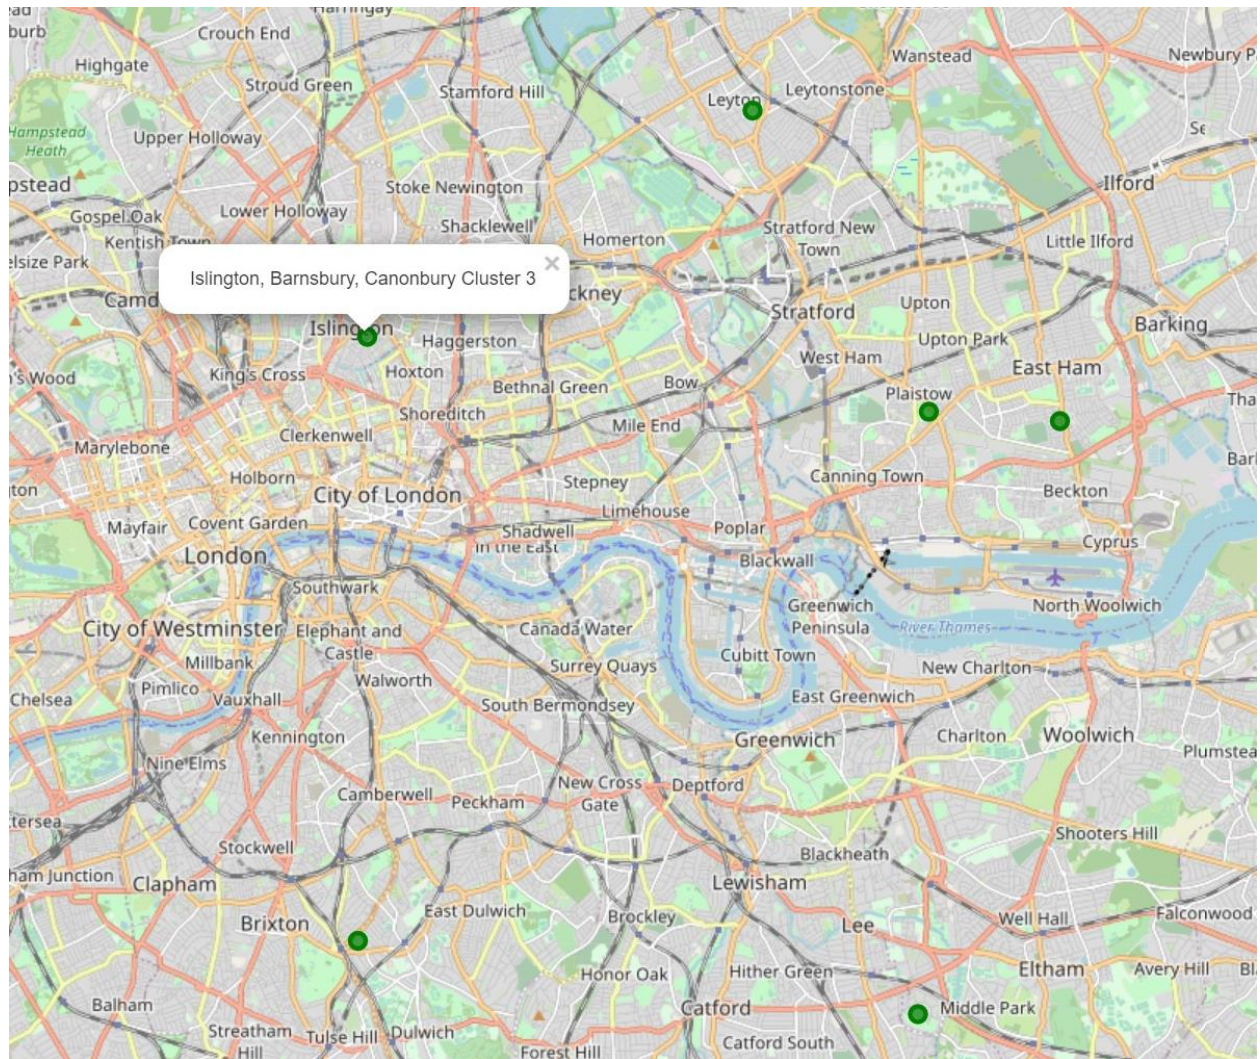 Crouch End
Wanstead
Highgate
Stroud Green
Stamford Hill
Leyton
Leytonstone
Hampstead
Heath
Upper Holloway
Ilford
Stoke Newington
Gospel Oak
Lower Holloway
Shacklewell
Homerton
Stratford New
Town
Little Ilford
Kentish Town
Islington, Barnsbury, Canonbury Cluster 3
×
Upton
Stratford
Barking
Haggerston
Upton Park
West Ham
King's Cross
Hoxton
Bethnal Green
Bow
East Ham
Plaistow
Shoreditch
Clerkenwell
Mile End
Marylebone
Holborn
Stepney
Canning Town
City of London
Beckton
Limehouse
Mayfair
Covent Garden
Shadwell
Poplar
in the East
Cyprus
London
Blackwall
Southwark
Greenwich
Peninsula
North Woolwich
City of Westminster
Elephant and
Castle
Canada Water
River Thames
Millbank
Surrey Quays
Cubitt Town
New Charlton
Pimlico
Walworth
Chelsea
Vauxhall
South Bermondsey
East Greenwich
Kennington
Greenwich
Charlton
Woolwich
Nine Elms
New Cross
Gate
Deptford
Camberwell
Peckham
Shooters Hill
Stockwell
Blackheath
Clapham
Lewisham
Brixton
East Dulwich
Brockley
Lee
Well Hall
Falconwood
Honor Oak
Hither Green
Eltham
Avery Hill
Balham
Catford
Middle Park
Streatham
Hill
Tulse Hill
Dulwich
Forest Hill
Catford South